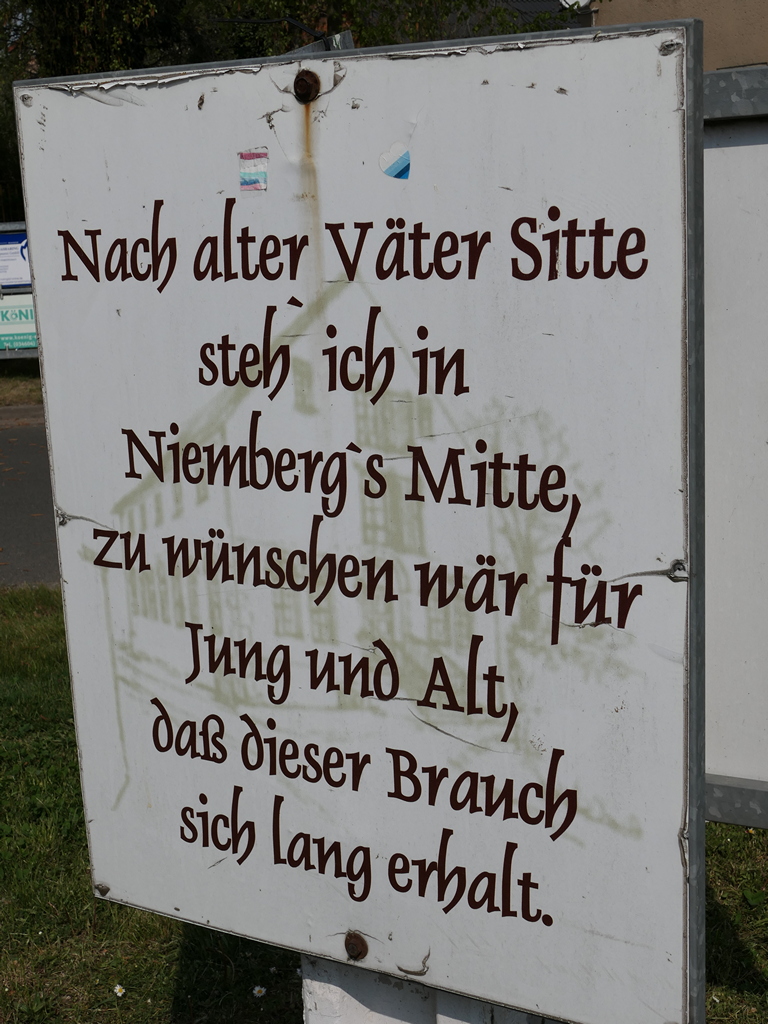 Nach alter Väter Sitte
steh` ich in
Niemberg`s Mitte,
zu wünschen wär für
Jung und Alt,
daß dieser Brauch
sich lang erhalt.
KÖNI